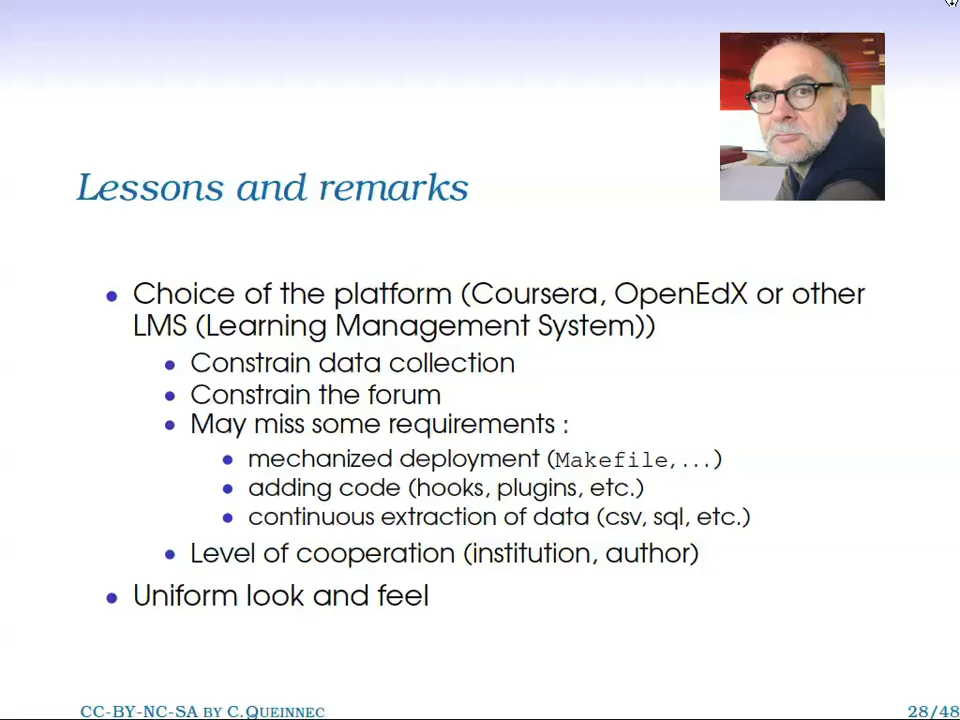 Lessons and remarks
• Choice of the platform (Coursera, OpenEdX or other
LMS (Learning Management System))
• Constrain data collection
• Constrain the forum
• May miss some requirements :
• mechanized deployment (Makefile,...)
• adding code (hooks, plugins, etc.)
• continuous extraction of data (csv, sql, etc.)
• Level of cooperation (institution, author)
• Uniform look and feel
CC-BY-NC-SA BY C.QUEINNEC
28/48